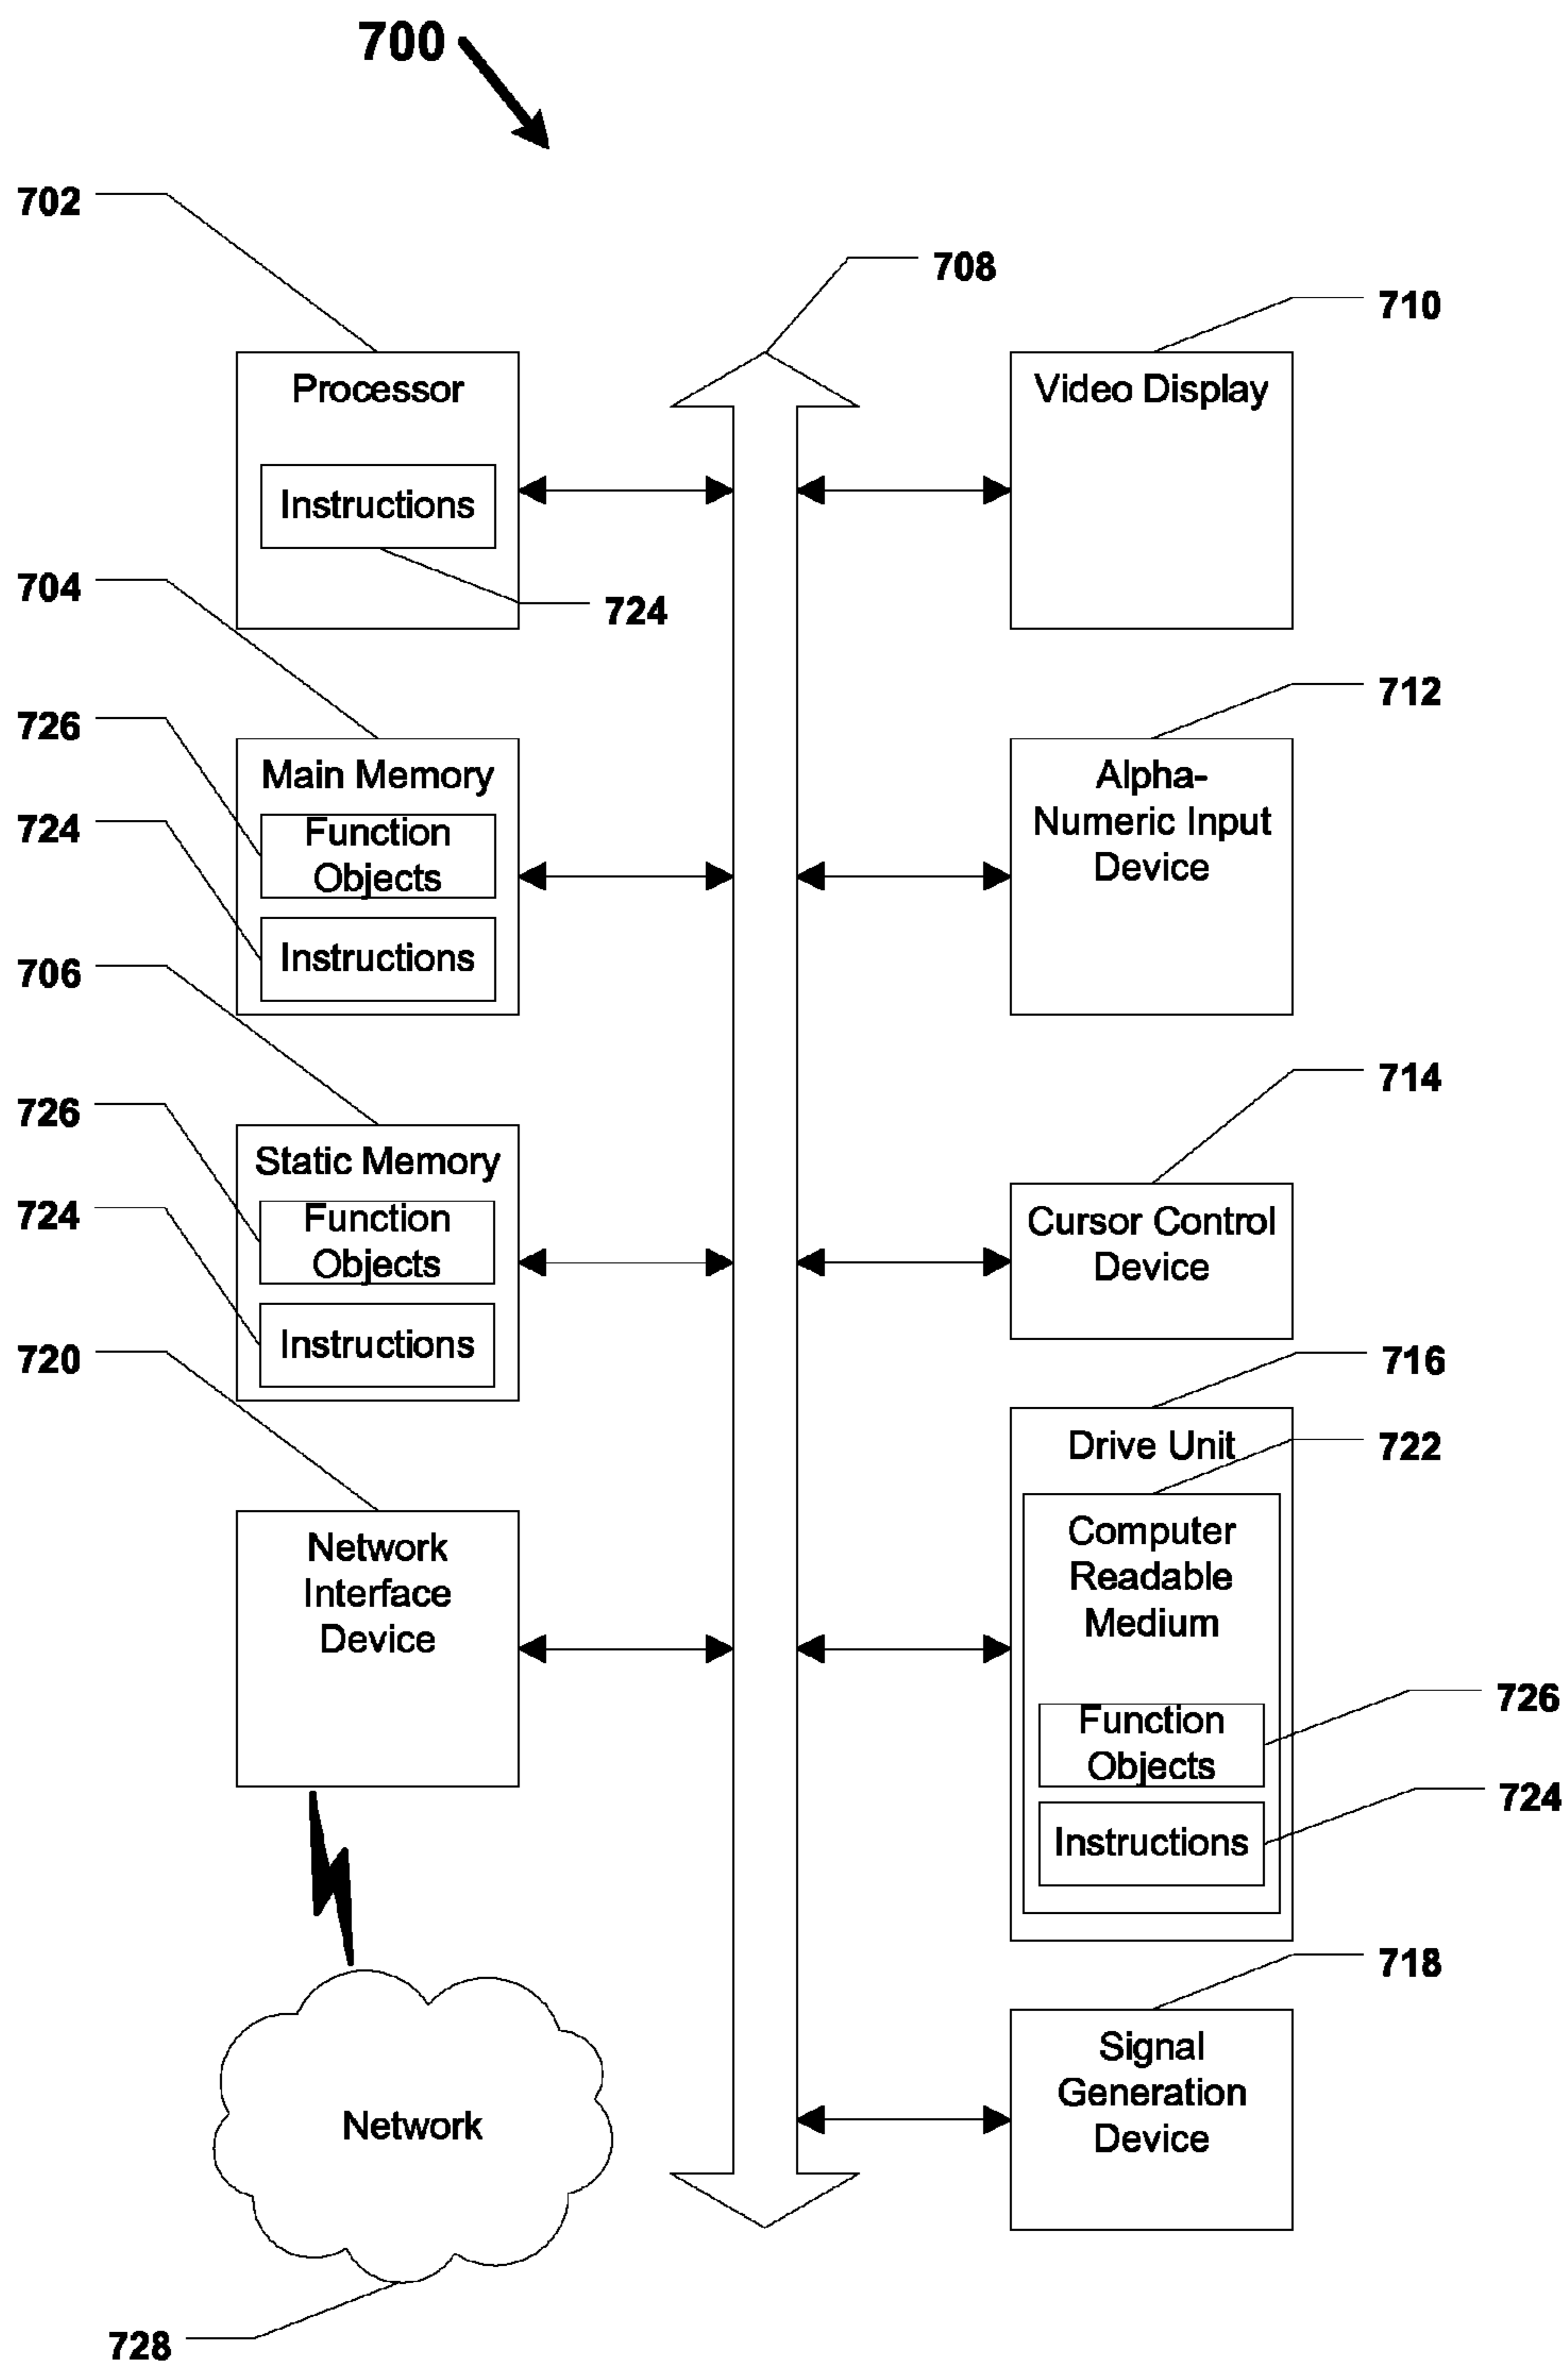 700
702
708
710
Processor
Instructions
724
Video Display
704
726
724
Main Memory
Function
Objects
Instructions
712
Alpha-
Numeric Input
Device
706
726
724
Static Memory
Function
Objects
Instructions
714
Cursor Control
Device
720
Network
Interface
Device
716
Drive Unit
722
Computer
Readable
Medium
Function
Objects
726
Instructions
724
718
Signal
Generation
Device
Network
728